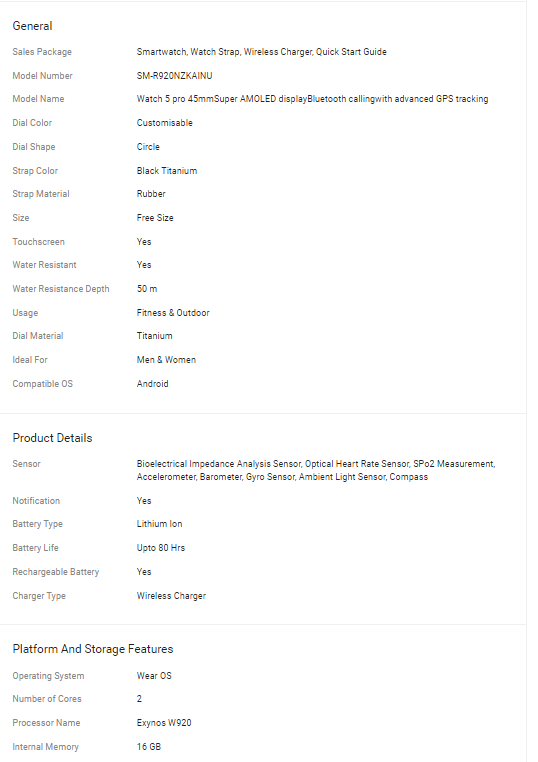 General
Sales Package Smartwatch, Watch Strap, Wireless Charger, Quick Start Guide
Model Number SM-R920NZKAINU
Model Name Watch 5 pro 45mmSuper AMOLED displayBluetooth callingwith advanced GPS tracking
Dial Color Customisable
Dial Shape Circle
Strap Color Black Titanium
Strap Material Rubber
Size Free Size
Touchscreen Yes
Water Resistant Yes
Water Resistance Depth 50 m
Usage Fitness & Outdoor
Dial Material Titanium
Ideal For Men & Women
Compatible OS Android
Product Details
Sensor Bioelectrical Impedance Analysis Sensor, Optical Heart Rate Sensor, SPo2 Measurement,
Accelerometer, Barometer, Gyro Sensor, Ambient Light Sensor, Compass
Notification Yes
Battery Type Lithium Ion
Battery Life Upto 80 Hrs
Rechargeable Battery Yes
Charger Type Wireless Charger
Platform And Storage Features
Operating System Wear OS
Number of Cores 2
Processor Name Exynos W920
Internal Memory 16 GB